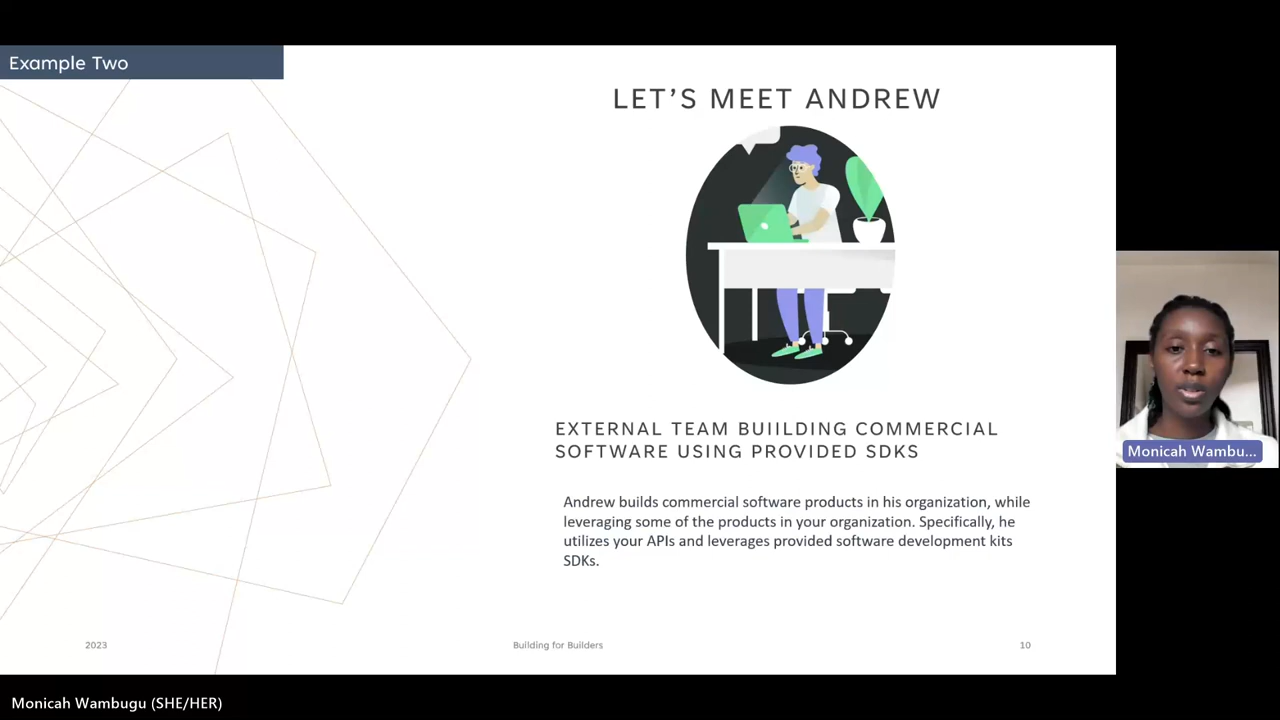 Example Two
LET'S MEET ANDREW
EXTERNAL TEAM BUIILDING COMMERCIAL
SOFTWARE USING PROVIDED SDKS
Andrew builds commercial software products in his organization, while
leveraging some of the products in your organization. Specifically, he
utilizes your APIs and leverages provided software development kits
SDKs.
2023
Building for Builders
10
Monicah Wambu...
Monicah Wambugu (SHE/HER)